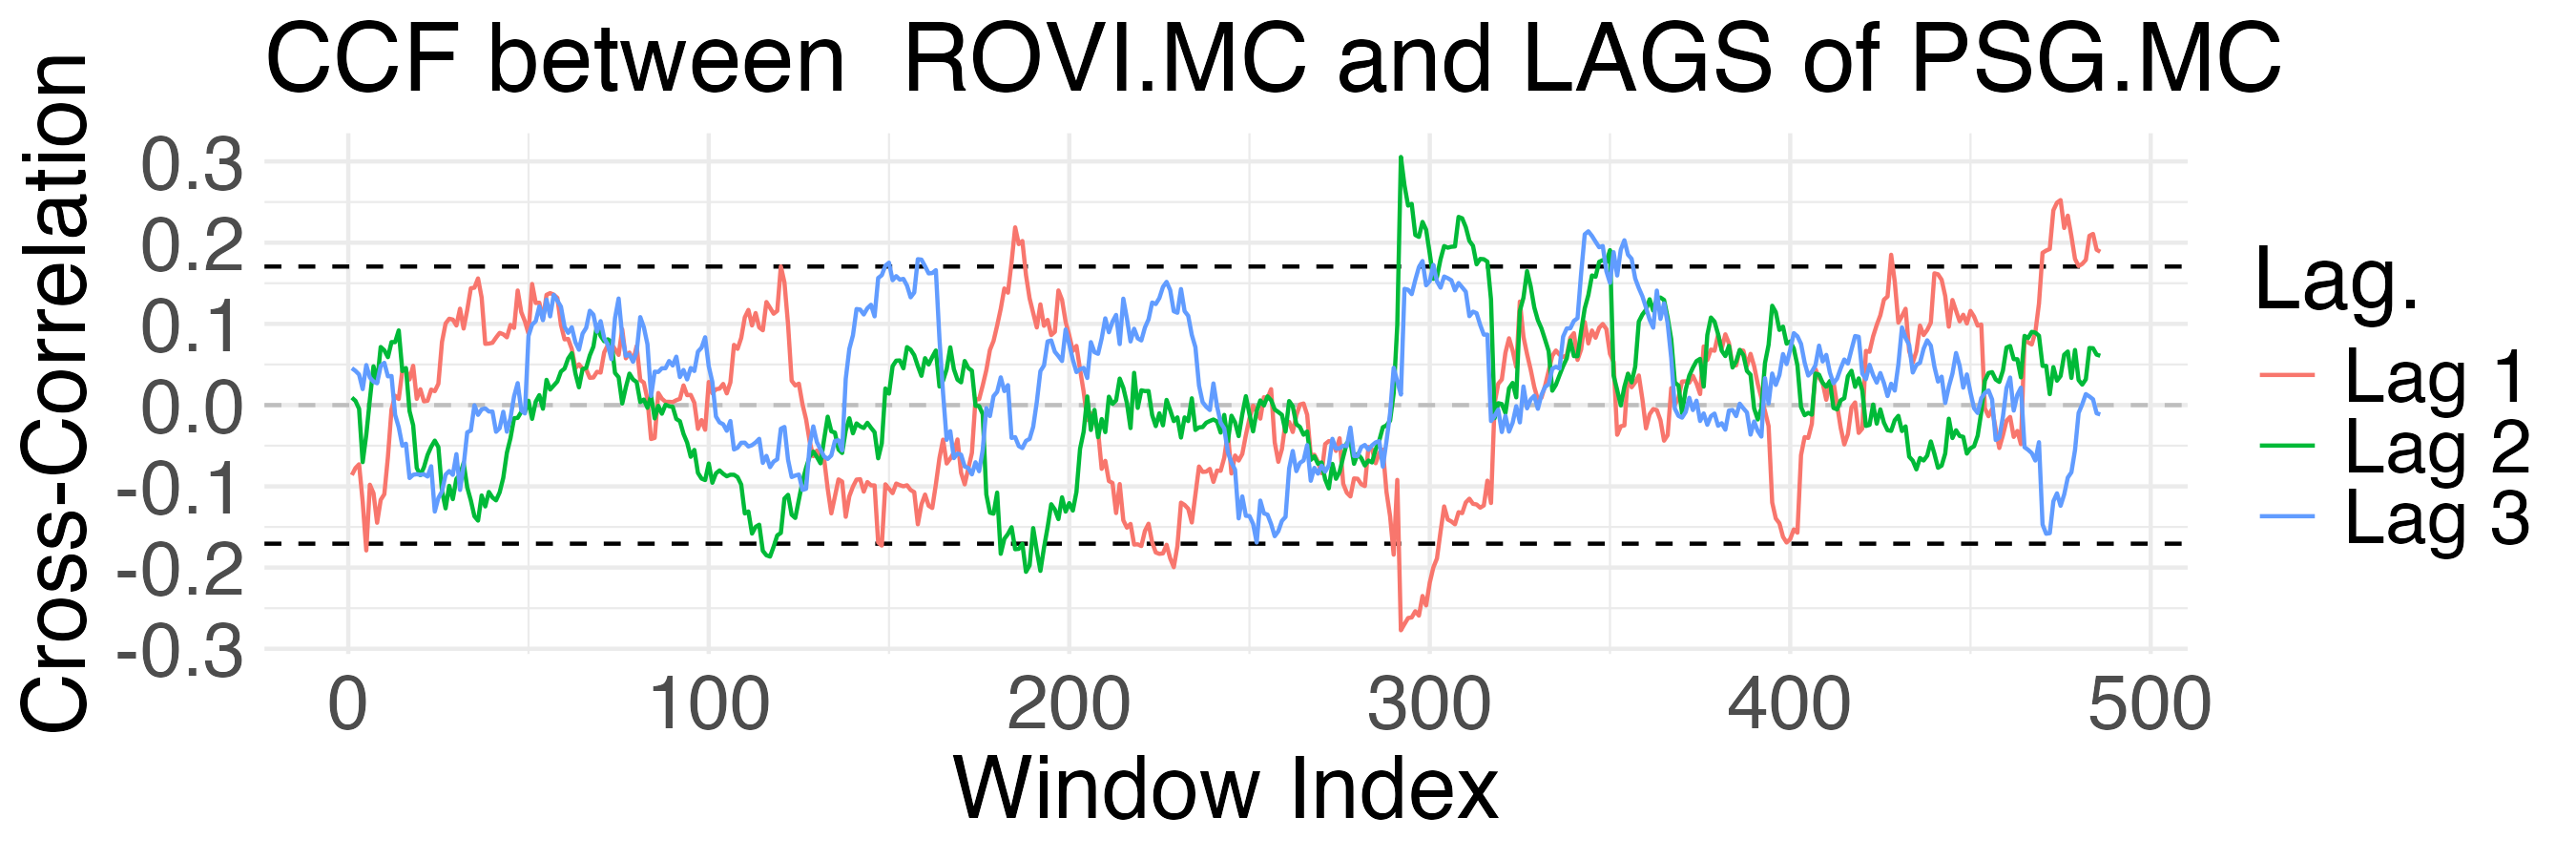 CCF between  ROVI.MC and LAGS of PSG.MC
Cross-Correlation
0.3
0.2
0.1
0.0
-0.1
-0.2
-0.3
0 100 200 300 400 500
Window Index
Lag.
Lag 1
Lag 2
Lag 3